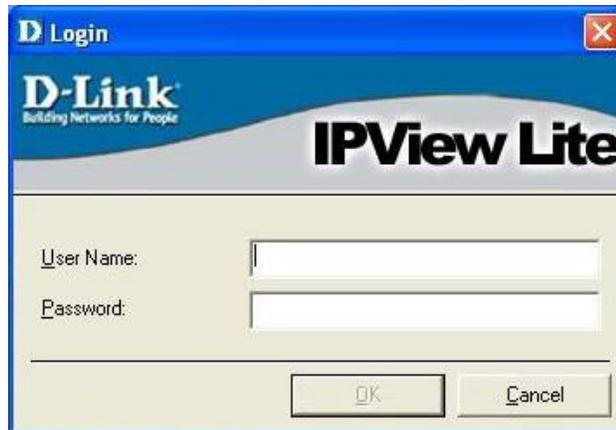 D Login
D-Link
Building Networks for People
IPView Lite
User Name:
Password:
OK
Cancel